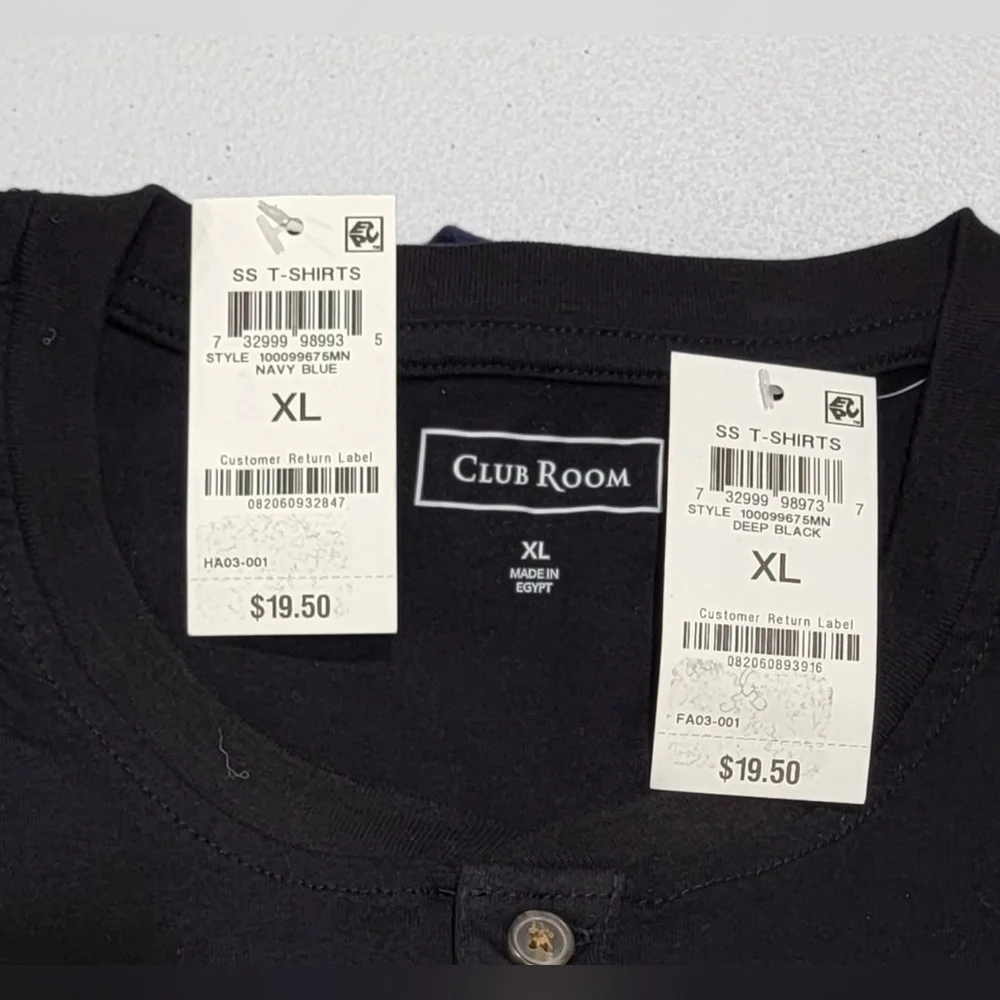 SS T-SHIRTS
7 32999 98993 5
STYLE 100099675MN
NAVY BLUE
XL
Customer Return Label
082060932847
HA03-001
$19.50
CLUB ROOM
XL
MADE IN
EGYPT
EPC
SS T-SHIRTS
7 32999 98973 7
STYLE 100099675MN
DEEP BLACK
XL
Customer Return Label
082060893916
FA03-001
$19.50